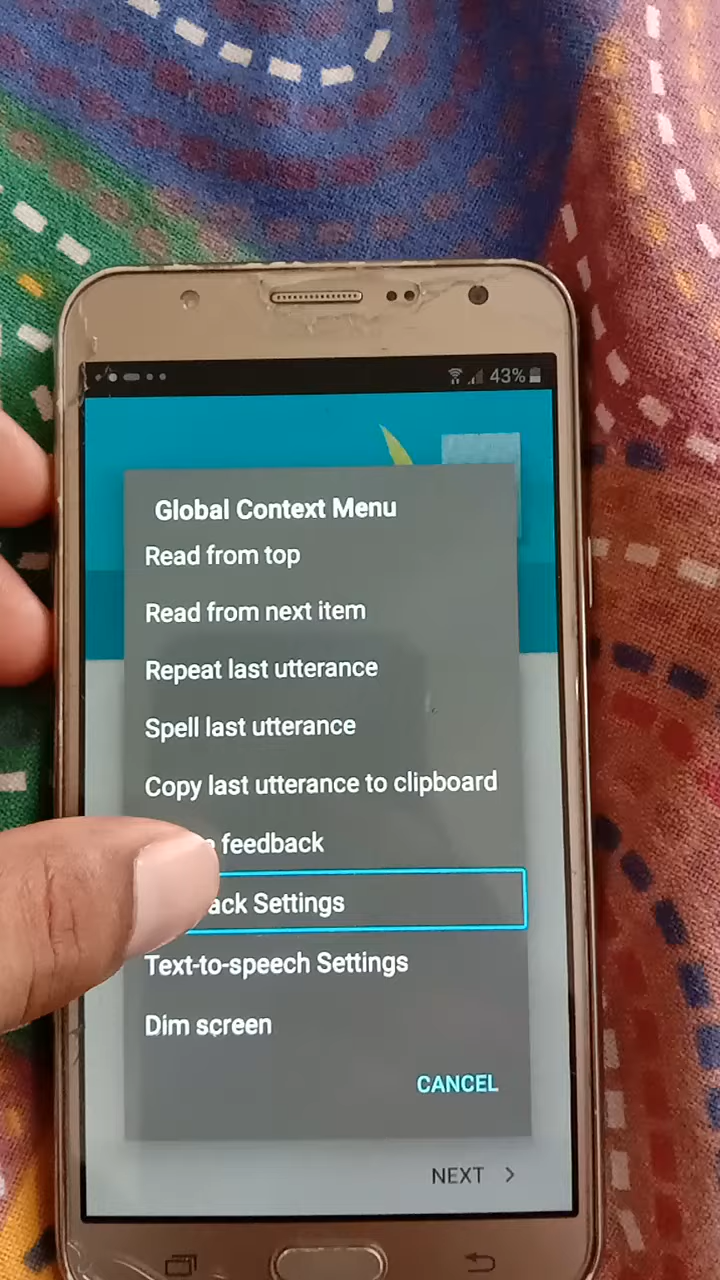 43%
Global Context Menu
Read from top
Read from next item
Repeat last utterance
Spell last utterance
Copy last utterance to clipboard
feedback
ack Settings
Text-to-speech Settings
Dim screen
CANCEL
NEXT